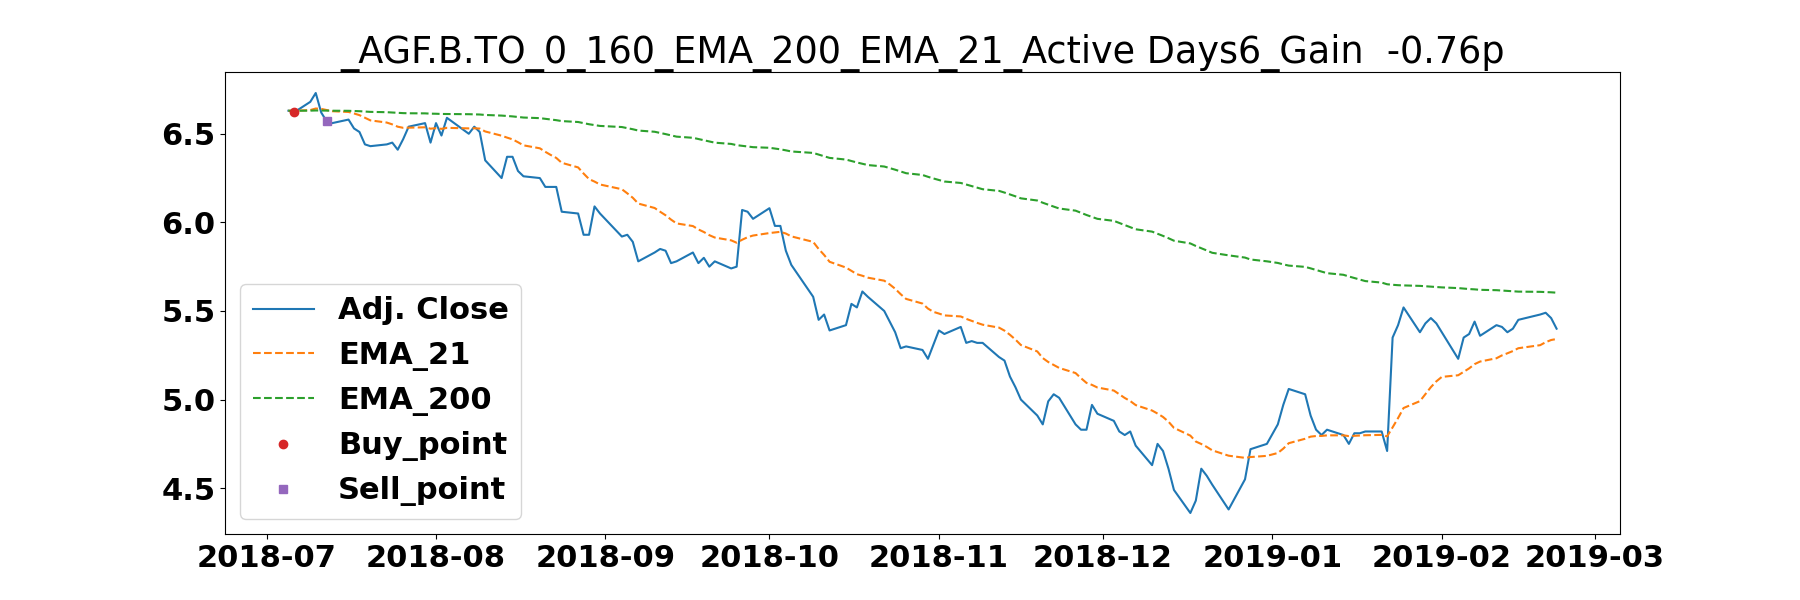 _AGF.B.TO_0_160_EMA_200_EMA_21_Active Days6_Gain  -0.76p
6.5
6.0
5.5
5.0
4.5
Adj. Close
EMA_21
EMA_200
Buy_point
Sell_point
2018-07 2018-08 2018-09 2018-10 2018-11 2018-12 2019-01 2019-02 2019-03